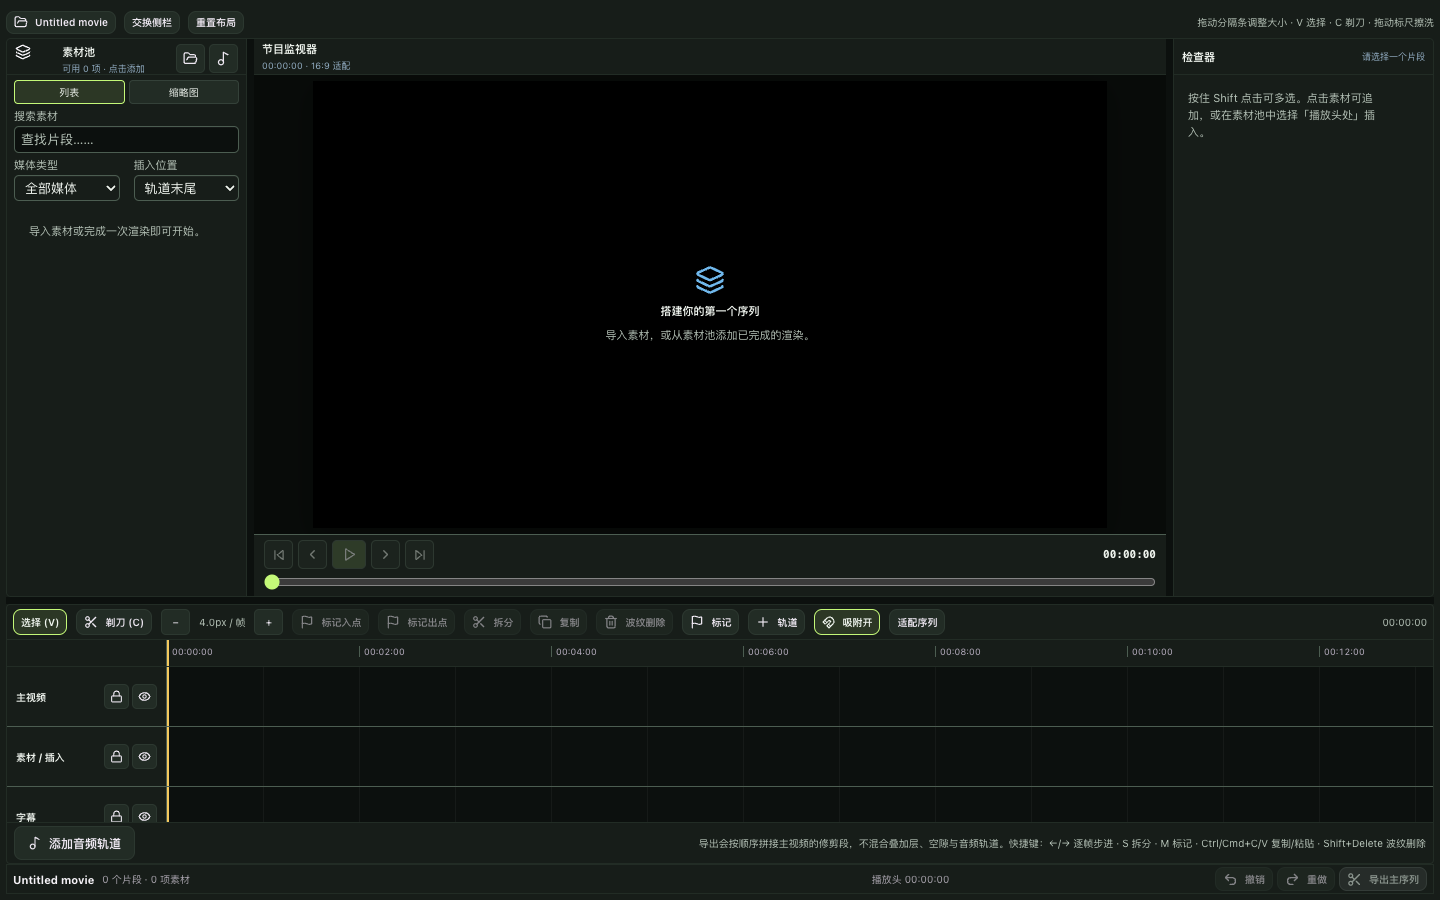 Untitled movie
交换侧栏
重置布局
拖动分隔条调整大小 · V 选择 · C 剃刀 · 拖动标尺擦洗
素材池
可用 0 项 · 点击添加
列表
缩略图
搜索素材
查找片段......
媒体类型
插入位置
全部媒体
轨道末尾
导入素材或完成一次渲染即可开始。
节目监视器
00:00:00 · 16:9 适配
搭建你的第一个序列
导入素材，或从素材池添加已完成的渲染。
00:00:00
检查器
请选择一个片段
按住 Shift 点击可多选。点击素材可追
加，或在素材池中选择「播放头处」插
入。
选择 (V)
剃刀 (C)
−
4.0px / 帧
+
标记入点
标记出点
拆分
复制
波纹删除
标记
轨道
吸附开
适配序列
00:00:00
00:00:00
00:02:00
00:04:00
00:06:00
00:08:00
00:10:00
00:12:00
主视频
素材 / 插入
字幕
添加音频轨道
导出会按顺序拼接主视频的修剪段，不混合叠加层、空隙与音频轨道。快捷键：←/→ 逐帧步进 · S 拆分 · M 标记 · Ctrl/Cmd+C/V 复制/粘贴 · Shift+Delete 波纹删除
Untitled movie
0 个片段 · 0 项素材
播放头 00:00:00
撤销
重做
导出主序列